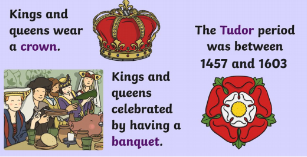 Kings and
queens wear
a crown.
Kings and
queens
celebrated
by having a
banquet.
The Tudor period
was between
1457 and 1603